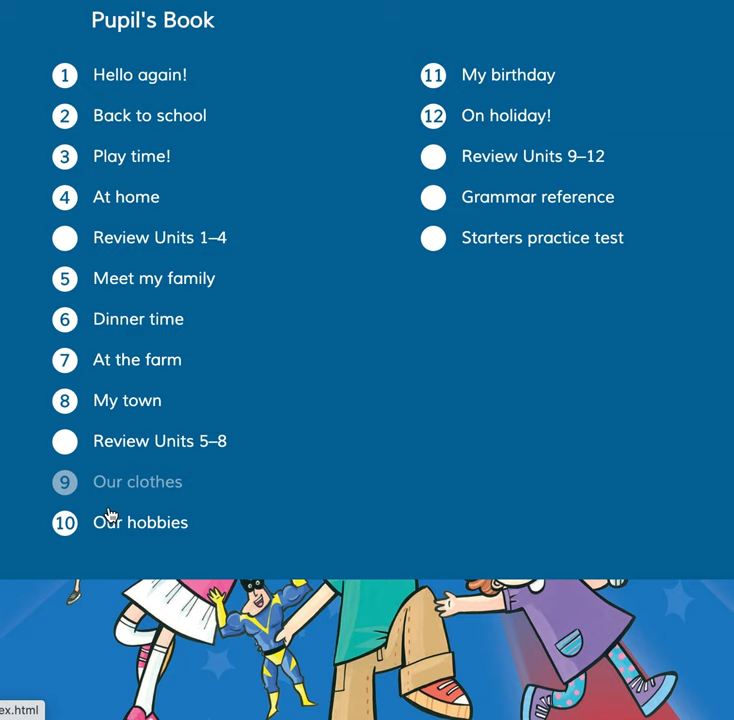 Pupil's Book
1 Hello again!
2 Back to school
3 Play time!
4 At home
Review Units 1–4
5 Meet my family
6 Dinner time
7 At the farm
8 My town
Review Units 5–8
9 Our clothes
10 Our hobbies
11 My birthday
12 On holiday!
Review Units 9–12
Grammar reference
Starters practice test
ex.html